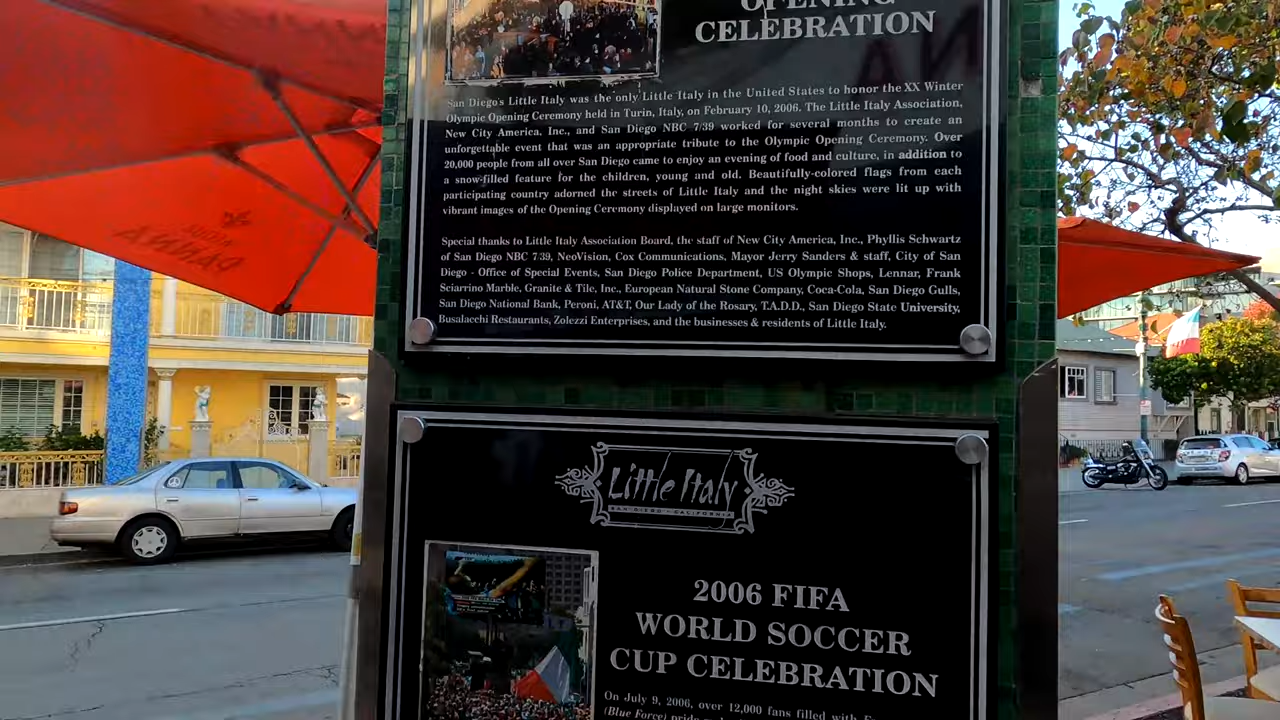 OPENING
CELEBRATION
San Diego's Little Italy was the only Little Italy in the United States to honor the XX Winter
Olympic Opening Ceremony held in Turin, Italy, on February 10, 2006. The Little Italy Association,
New City America, Inc., and San Diego NBC 7/39 worked for several months to create an
unforgettable event that was an appropriate tribute to the Olympic Opening Ceremony. Over
20,000 people from all over San Diego came to enjoy an evening of food and culture, in addition to
a snow-filled feature for the children, young and old. Beautifully-colored flags from each
participating country adorned the streets of Little Italy and the night skies were lit up with
vibrant images of the Opening Ceremony displayed on large monitors.
Special thanks to Little Italy Association Board, the staff of New City America, Inc., Phyllis Schwartz
of San Diego NBC 7/39, NeoVision, Cox Communications, Mayor Jerry Sanders & staff, City of San
Diego - Office of Special Events, San Diego Police Department, US Olympic Shops, Lennar, Frank
Sciarrino Marble, Granite & Tile, Inc., European Natural Stone Company, Coca-Cola, San Diego Gulls,
San Diego National Bank, Peroni, AT&T, Our Lady of the Rosary, T.A.D.D., San Diego State University,
Busalacchi Restaurants, Zolezzi Enterprises, and the businesses & residents of Little Italy.
Little Italy
SAN DIEGO • CALIFORNIA
2006 FIFA
WORLD SOCCER
CUP CELEBRATION
On July 9, 2006, over 12,000 fans filled with
(Blue Force) pride
ACQUA
PANNA